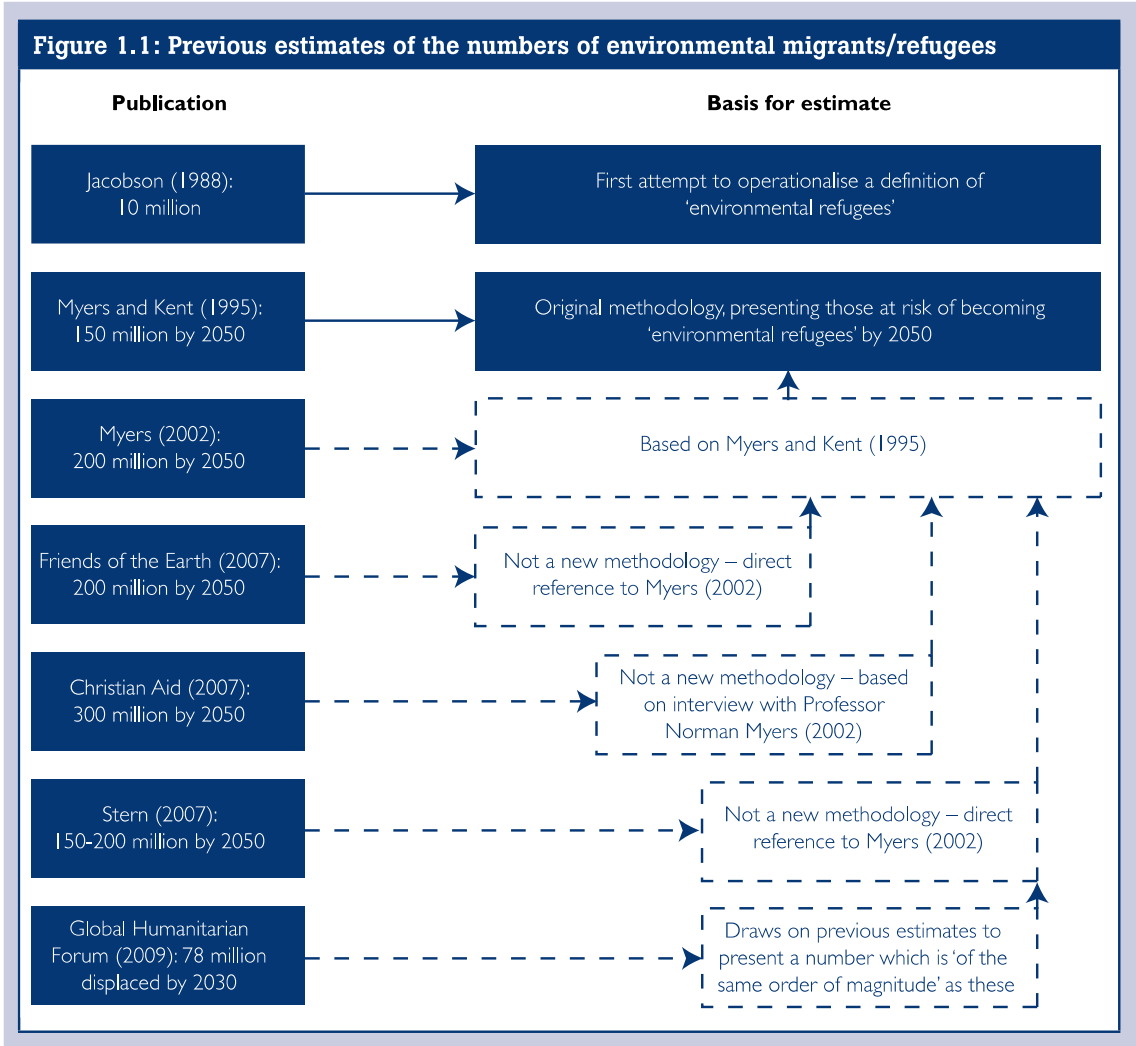 Figure 1.1: Previous estimates of the numbers of environmental migrants/refugees
Publication
Basis for estimate
Jacobson (1988):
10 million
First attempt to operationalise a definition of
‘environmental refugees’
Myers and Kent (1995):
150 million by 2050
Original methodology, presenting those at risk of becoming
‘environmental refugees’ by 2050
Myers (2002):
200 million by 2050
Based on Myers and Kent (1995)
Friends of the Earth (2007):
200 million by 2050
Not a new methodology – direct
reference to Myers (2002)
Christian Aid (2007):
300 million by 2050
Not a new methodology – based
on interview with Professor
Norman Myers (2002)
Stern (2007):
150-200 million by 2050
Not a new methodology – direct
reference to Myers (2002)
Global Humanitarian
Forum (2009): 78 million
displaced by 2030
Draws on previous estimates to
present a number which is ‘of the
same order of magnitude’ as these